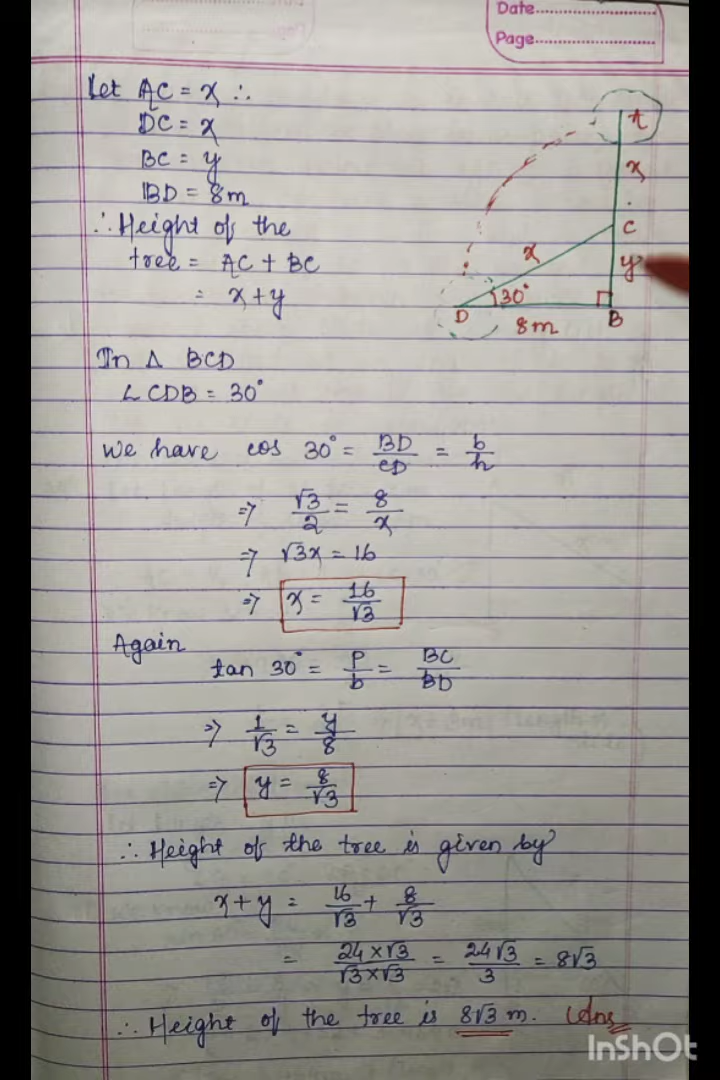 Date
Page
Let AC = x ∴
DC = x
BC = y
BD = 8m
∴ Height of the
tree = AC + BC
= x + y
A
x
C
x
y
30°
D
8m
B
In Δ BCD
∠ CDB = 30°
We have cos 30° = BD/CD = b/h
⇒ √3/2 = 8/x
⇒ √3x = 16
⇒ x = 16/√3
Again
tan 30° = P/b = BC/BD
⇒ 1/√3 = y/8
⇒ y = 8/√3
∴ Height of the tree is given by
x + y = 16/√3 + 8/√3
= 24×√3/√3×√3 = 24√3/3 = 8√3
∴ Height of the tree is 8√3 m. (Ans
InShOt